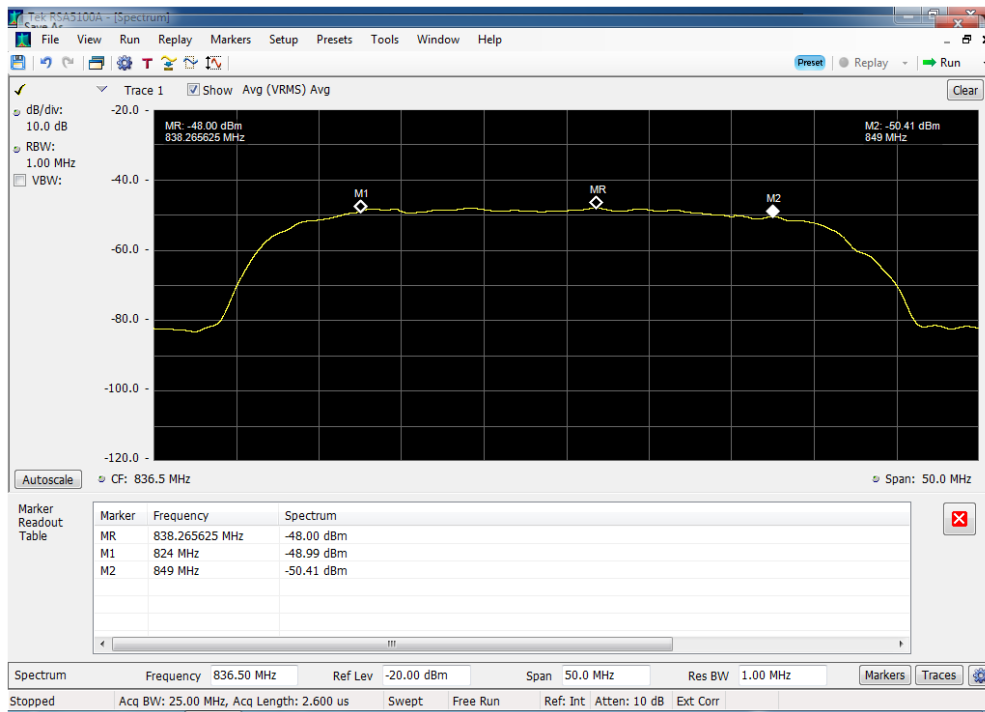 Tek RSA5100A - [Spectrum]
Save As
File View Run Replay Markers Setup Presets Tools Window Help
Preset Replay Run
Trace 1 Show Avg (VRMS) Avg Clear
dB/div:
10.0 dB
RBW:
1.00 MHz
VBW:
-20.0
-40.0
-60.0
-80.0
-100.0
-120.0
MR: -48.00 dBm
838.265625 MHz
M2: -50.41 dBm
849 MHz
M1
MR
M2
Autoscale CF: 836.5 MHz Span: 50.0 MHz
Marker
Readout
Table
Marker Frequency Spectrum
MR 838.265625 MHz -48.00 dBm
M1 824 MHz -48.99 dBm
M2 849 MHz -50.41 dBm
Spectrum Frequency 836.50 MHz Ref Lev -20.00 dBm Span 50.0 MHz Res BW 1.00 MHz Markers Traces
Stopped Acq BW: 25.00 MHz, Acq Length: 2.600 us Swept Free Run Ref: Int Atten: 10 dB Ext Corr